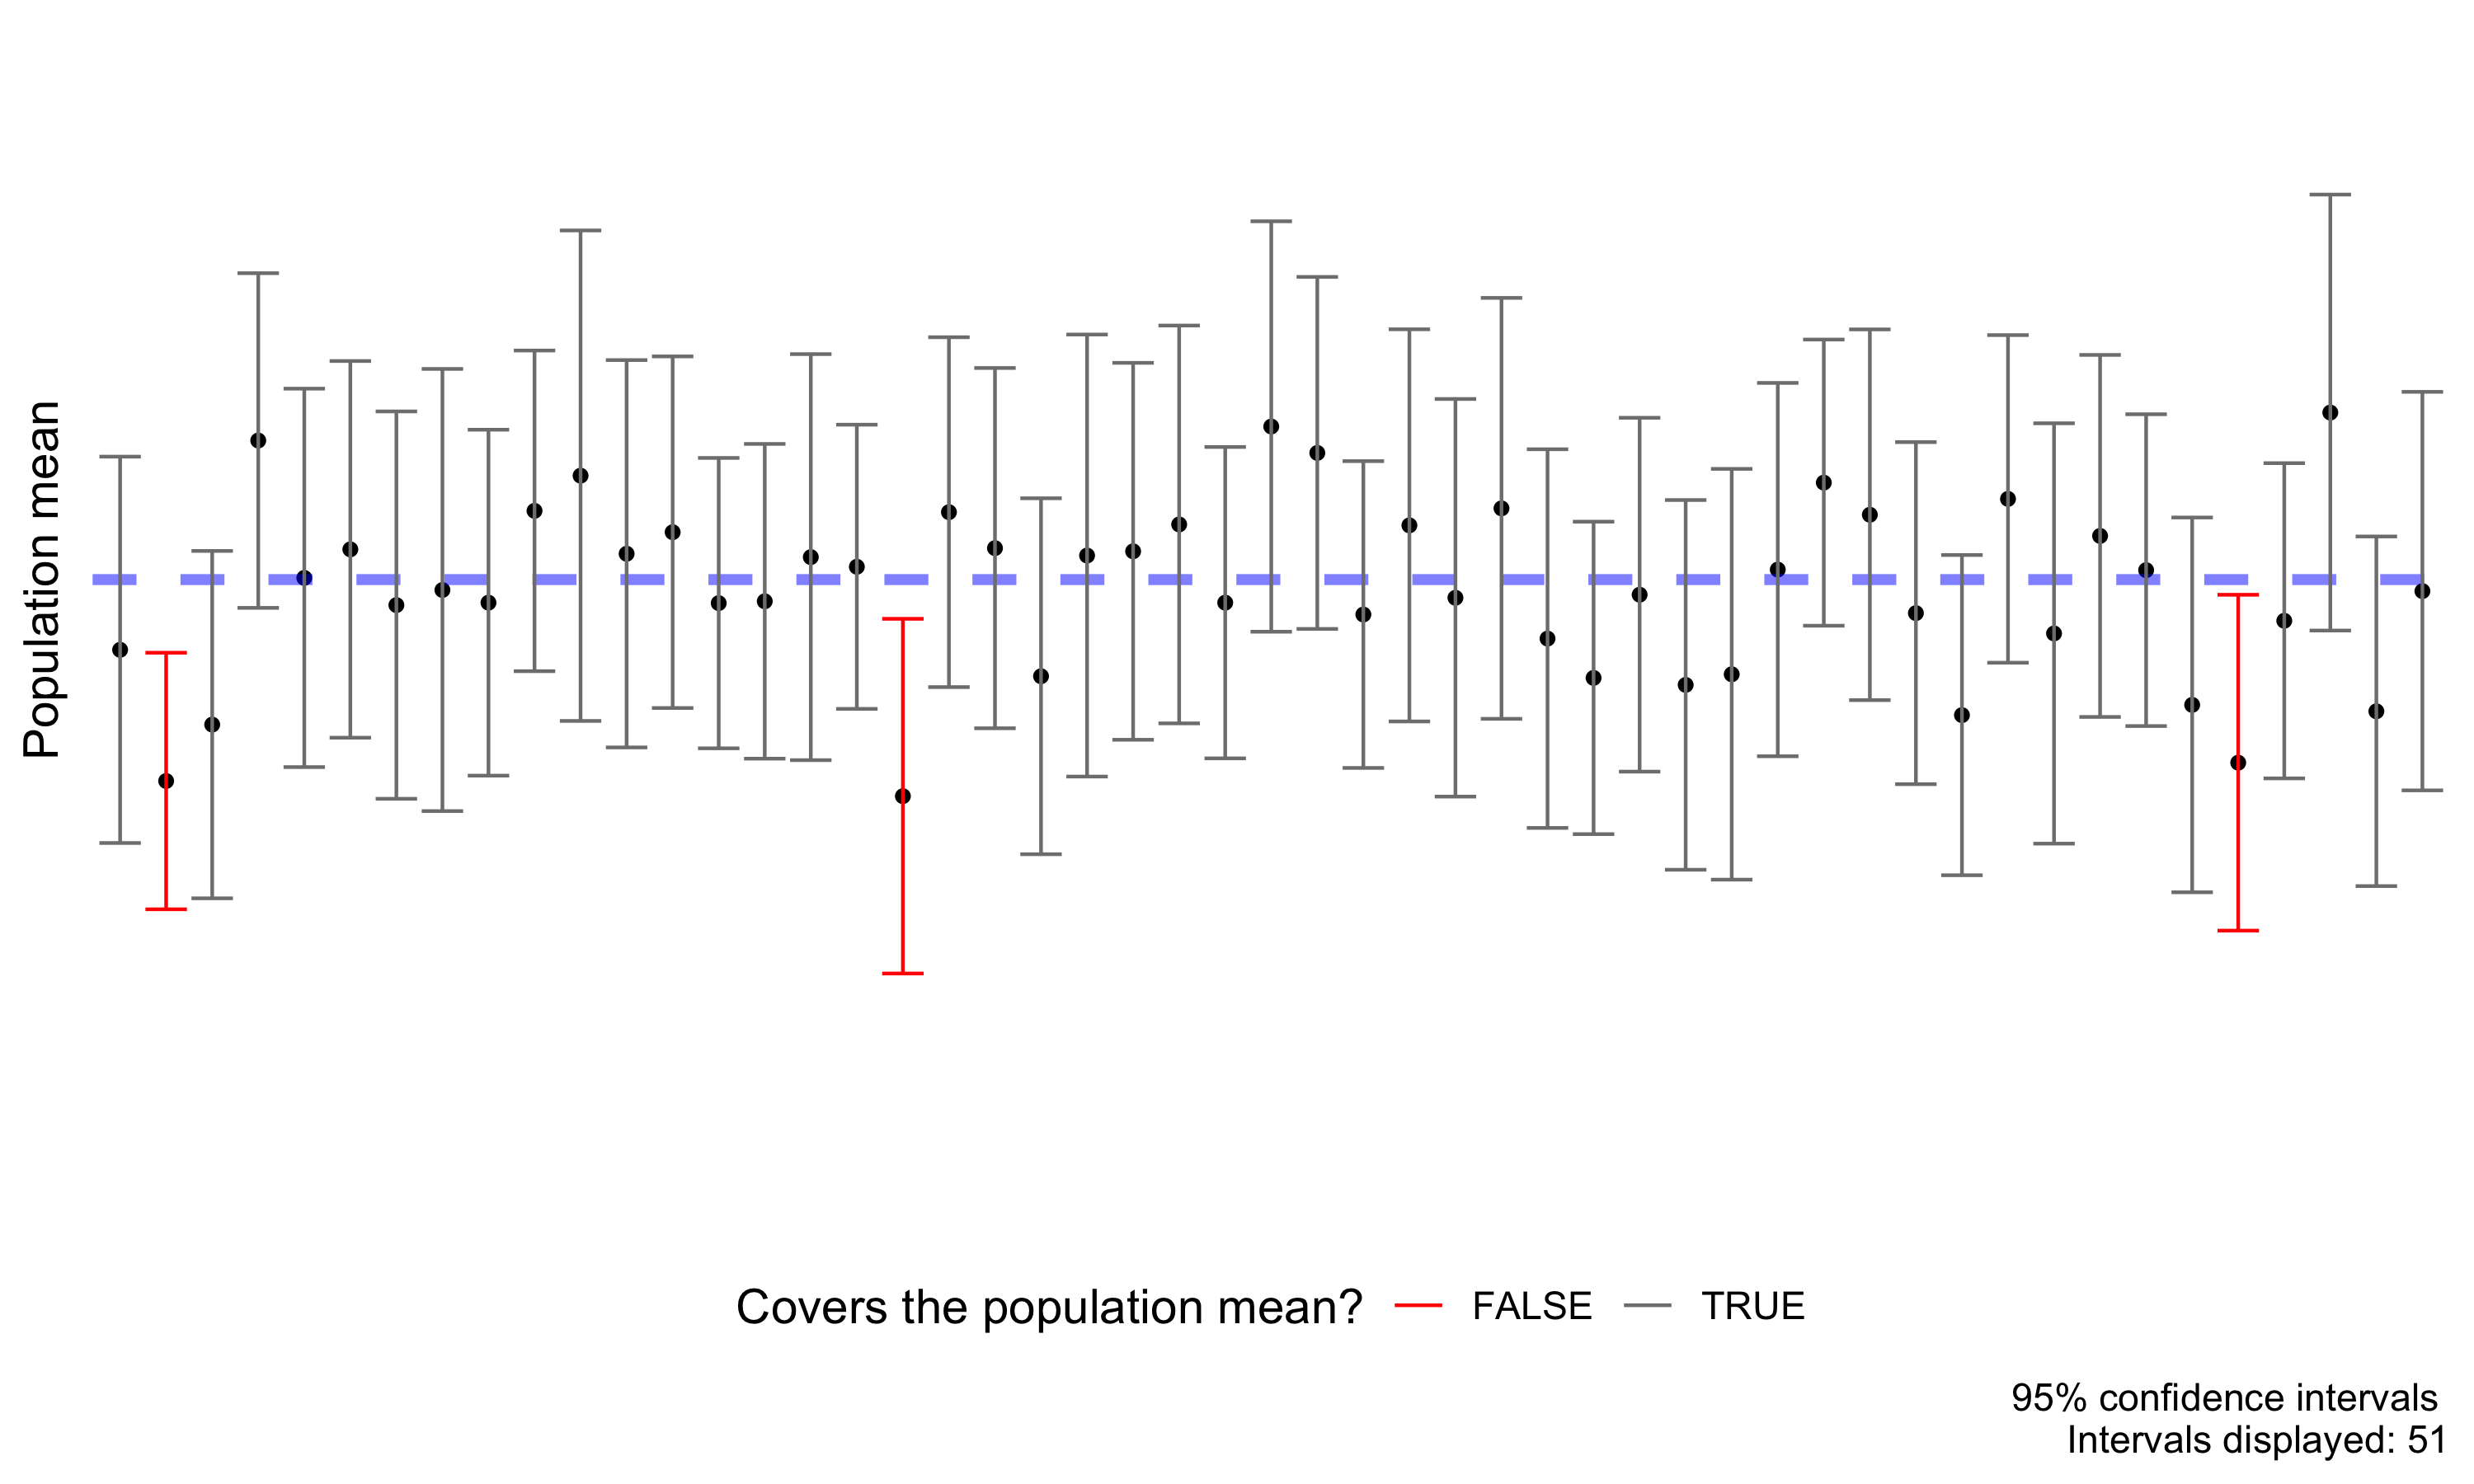 Population mean
Covers the population mean? FALSE TRUE
95% confidence intervals
Intervals displayed: 51